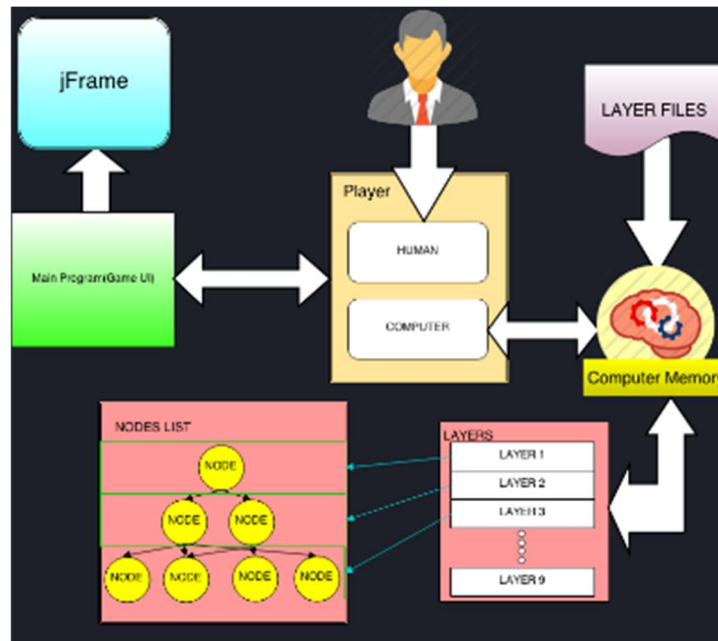 jFrame
LAYER FILES
Player
HUMAN
Main Program(Game UI)
COMPUTER
Computer Memory
NODES LIST
LAYERS
NODE
LAYER 1
LAYER 2
NODE NODE
LAYER 3
NODE NODE NODE NODE
LAYER 9